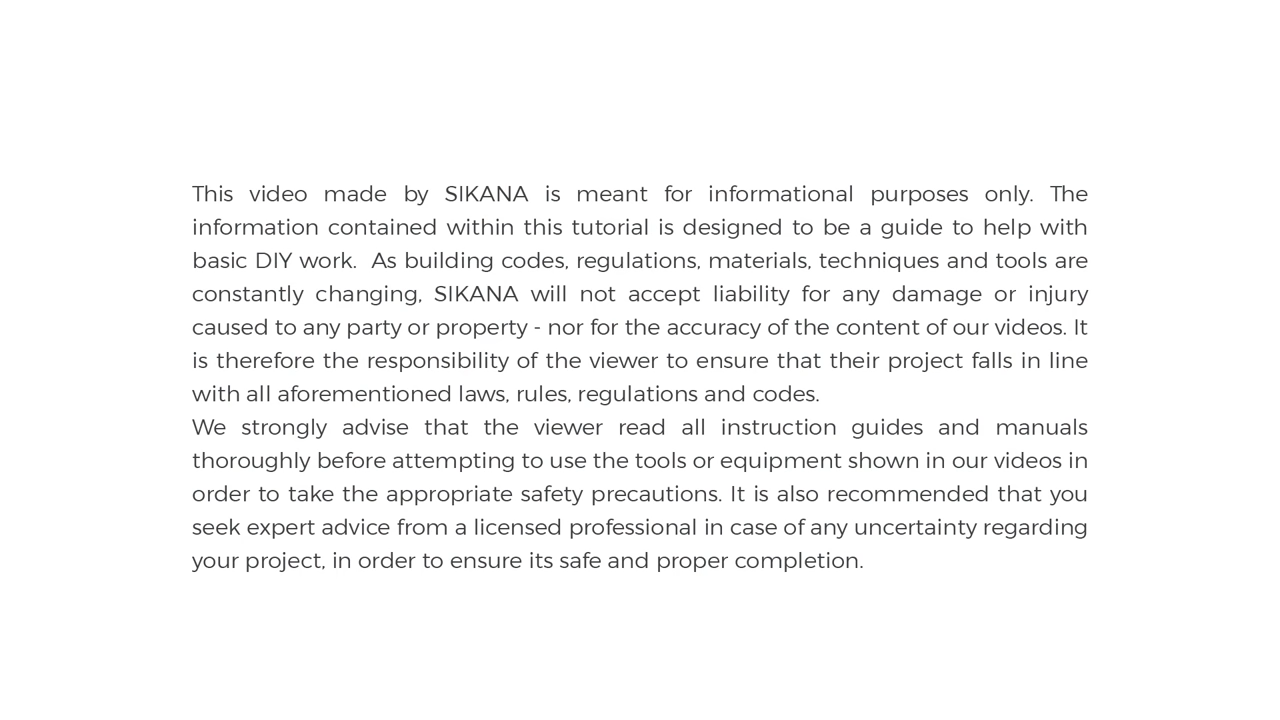 This video made by SIKANA is meant for informational purposes only. The
information contained within this tutorial is designed to be a guide to help with
basic DIY work.  As building codes, regulations, materials, techniques and tools are
constantly changing, SIKANA will not accept liability for any damage or injury
caused to any party or property - nor for the accuracy of the content of our videos. It
is therefore the responsibility of the viewer to ensure that their project falls in line
with all aforementioned laws, rules, regulations and codes.
We strongly advise that the viewer read all instruction guides and manuals
thoroughly before attempting to use the tools or equipment shown in our videos in
order to take the appropriate safety precautions. It is also recommended that you
seek expert advice from a licensed professional in case of any uncertainty regarding
your project, in order to ensure its safe and proper completion.